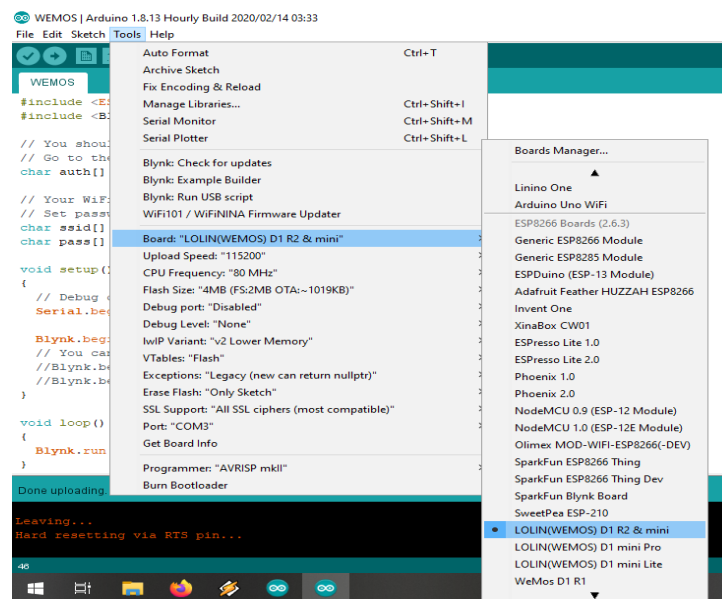 WEMOS | Arduino 1.8.13 Hourly Build 2020/02/14 03:33
File Edit Sketch Tools Help
WEMOS
#include <ES
#include <Bl
// You shoul
// Go to the
char auth[]
// Your WiFi
// Set passw
char ssid[]
char pass[]
void setup()
{
// Debug
Serial.beg
Blynk.beg
// You can
//Blynk.be
//Blynk.be
}
void loop()
{
Blynk.run
}
Auto Format Ctrl+T
Archive Sketch
Fix Encoding & Reload
Manage Libraries... Ctrl+Shift+I
Serial Monitor Ctrl+Shift+M
Serial Plotter Ctrl+Shift+L
Blynk: Check for updates
Blynk: Example Builder
Blynk: Run USB script
WiFi101 / WiFiNINA Firmware Updater
Board: "LOLIN(WEMOS) D1 R2 & mini"
Upload Speed: "115200"
CPU Frequency: "80 MHz"
Flash Size: "4MB (FS:2MB OTA:~1019KB)"
Debug port: "Disabled"
Debug Level: "None"
lwIP Variant: "v2 Lower Memory"
VTables: "Flash"
Exceptions: "Legacy (new can return nullptr)"
Erase Flash: "Only Sketch"
SSL Support: "All SSL ciphers (most compatible)"
Port: "COM3"
Get Board Info
Programmer: "AVRISP mkII"
Burn Bootloader
Boards Manager...
Linino One
Arduino Uno WiFi
ESP8266 Boards (2.6.3)
Generic ESP8266 Module
Generic ESP8285 Module
ESPDuino (ESP-13 Module)
Adafruit Feather HUZZAH ESP8266
Invent One
XinaBox CW01
ESPresso Lite 1.0
ESPresso Lite 2.0
Phoenix 1.0
Phoenix 2.0
NodeMCU 0.9 (ESP-12 Module)
NodeMCU 1.0 (ESP-12E Module)
Olimex MOD-WIFI-ESP8266(-DEV)
SparkFun ESP8266 Thing
SparkFun ESP8266 Thing Dev
SparkFun Blynk Board
SweetPea ESP-210
LOLIN(WEMOS) D1 R2 & mini
LOLIN(WEMOS) D1 mini Pro
LOLIN(WEMOS) D1 mini Lite
WeMos D1 R1
Done uploading.
Leaving...
Hard resetting via RTS pin...
46